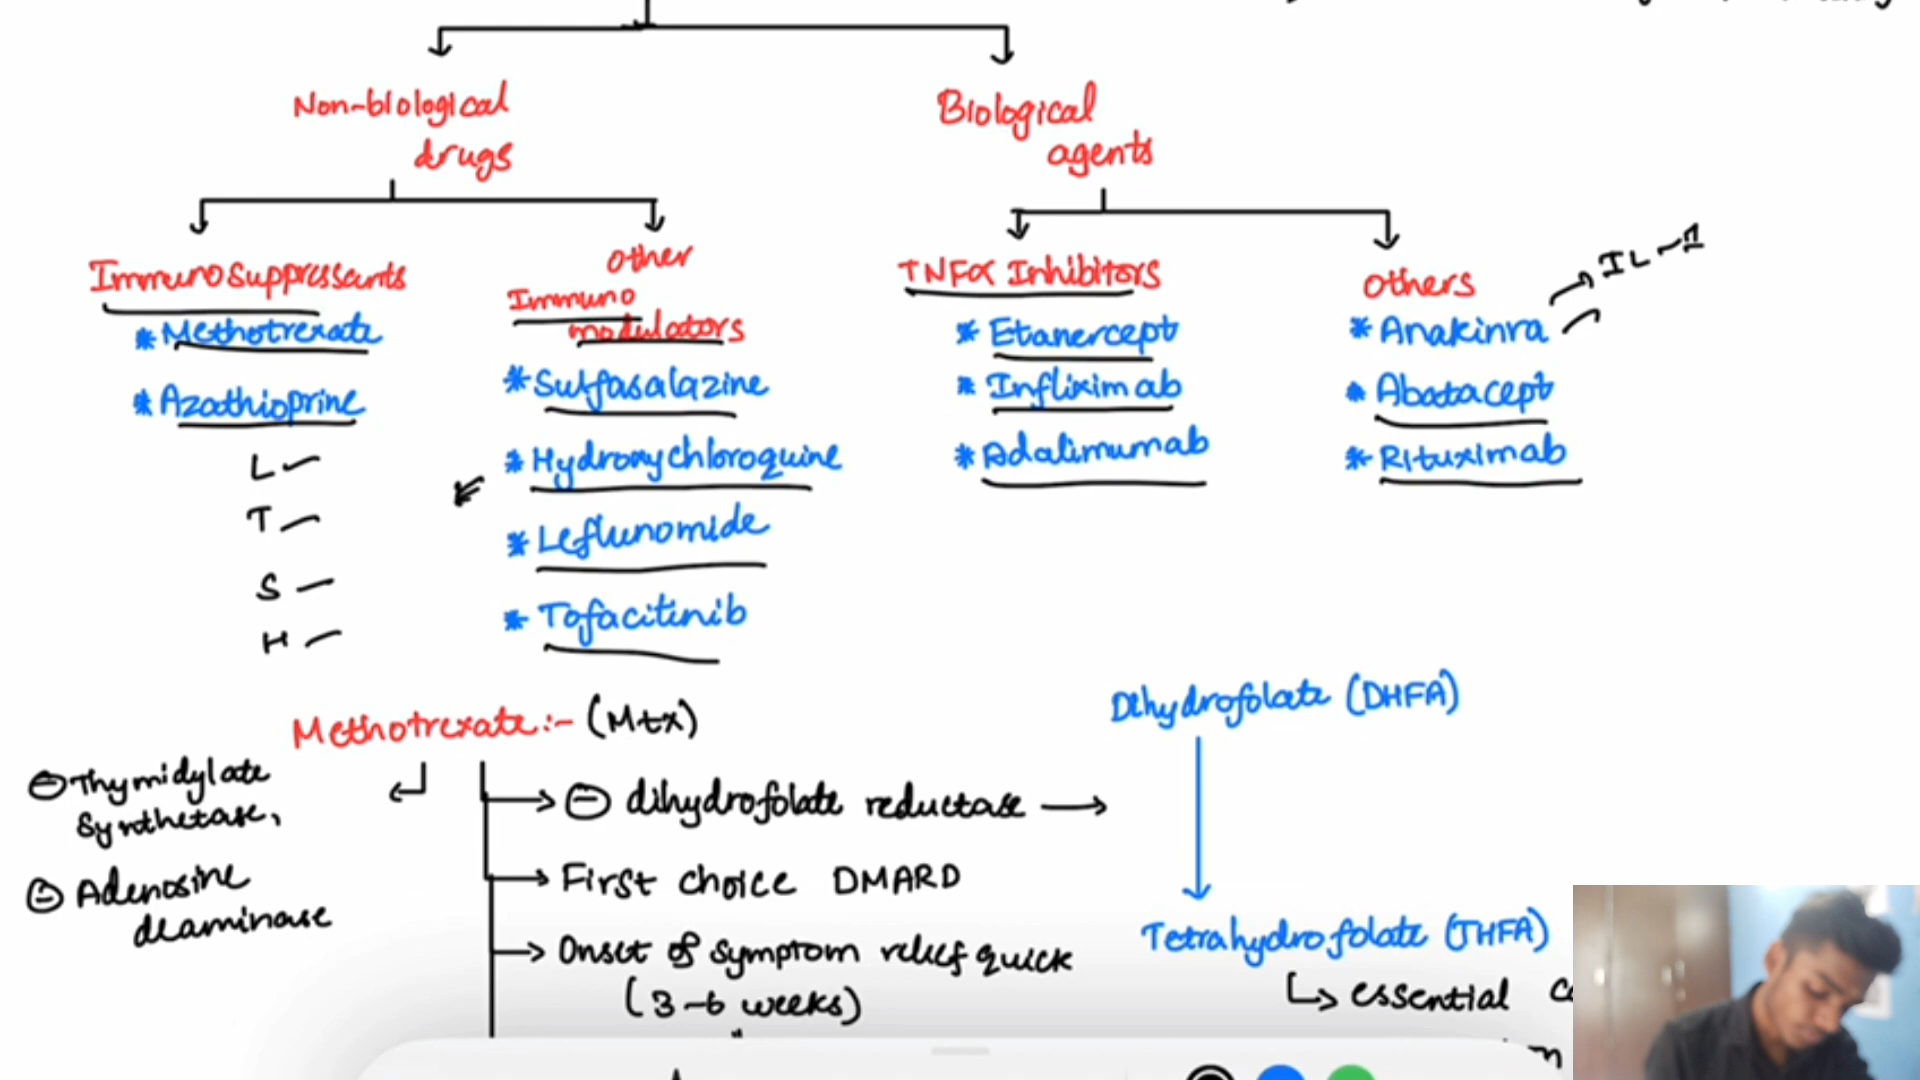 Non-biological
drugs
Biological
agents
Immunosuppressants
* Methotrexate
* Azathioprine
L
T
S
H
Other
Immuno
modulators
* Sulfasalazine
* Hydroxychloroquine
* Leflunomide
* Tofacitinib
TNFα Inhibitors
* Etanercept
* Infliximab
* Adalimumab
Others
* Anakinra → IL-1
* Abatacept
* Rituximab
Methotrexate:- (Mtx)
⊖ Thymidylate
Synthetase,
⊖ Adenosine
deaminase
→ ⊖ dihydrofolate reductase →
→ First choice DMARD
→ Onset of symptom relief quick
(3-6 weeks)
Dihydrofolate (DHFA)
Tetrahydrofolate (THFA)
↳ essential